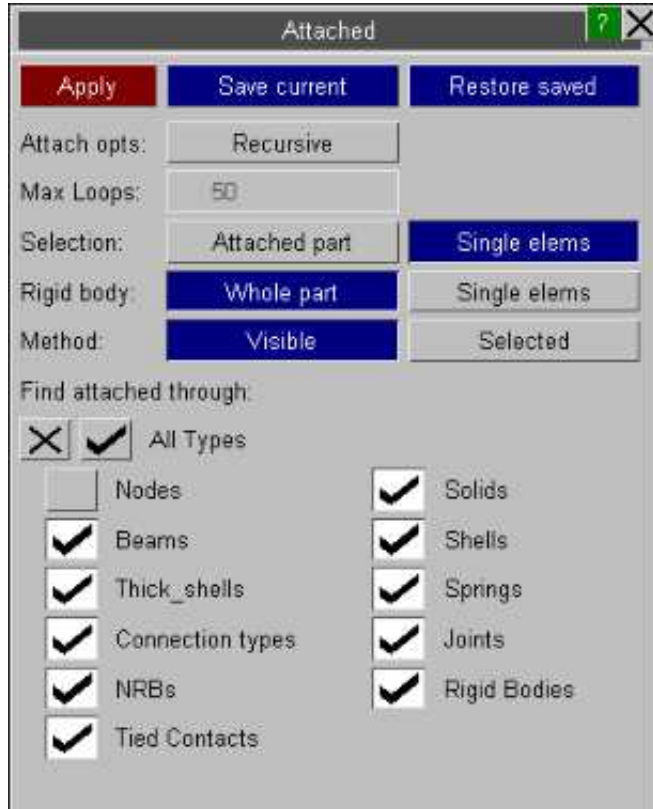 Attached ?
Apply Save current Restore saved
Attach opts: Recursive
Max Loops: 50
Selection: Attached part Single elems
Rigid body: Whole part Single elems
Method: Visible Selected
Find attached through:
All Types
Nodes Solids
Beams Shells
Thick_shells Springs
Connection types Joints
NRBs Rigid Bodies
Tied Contacts